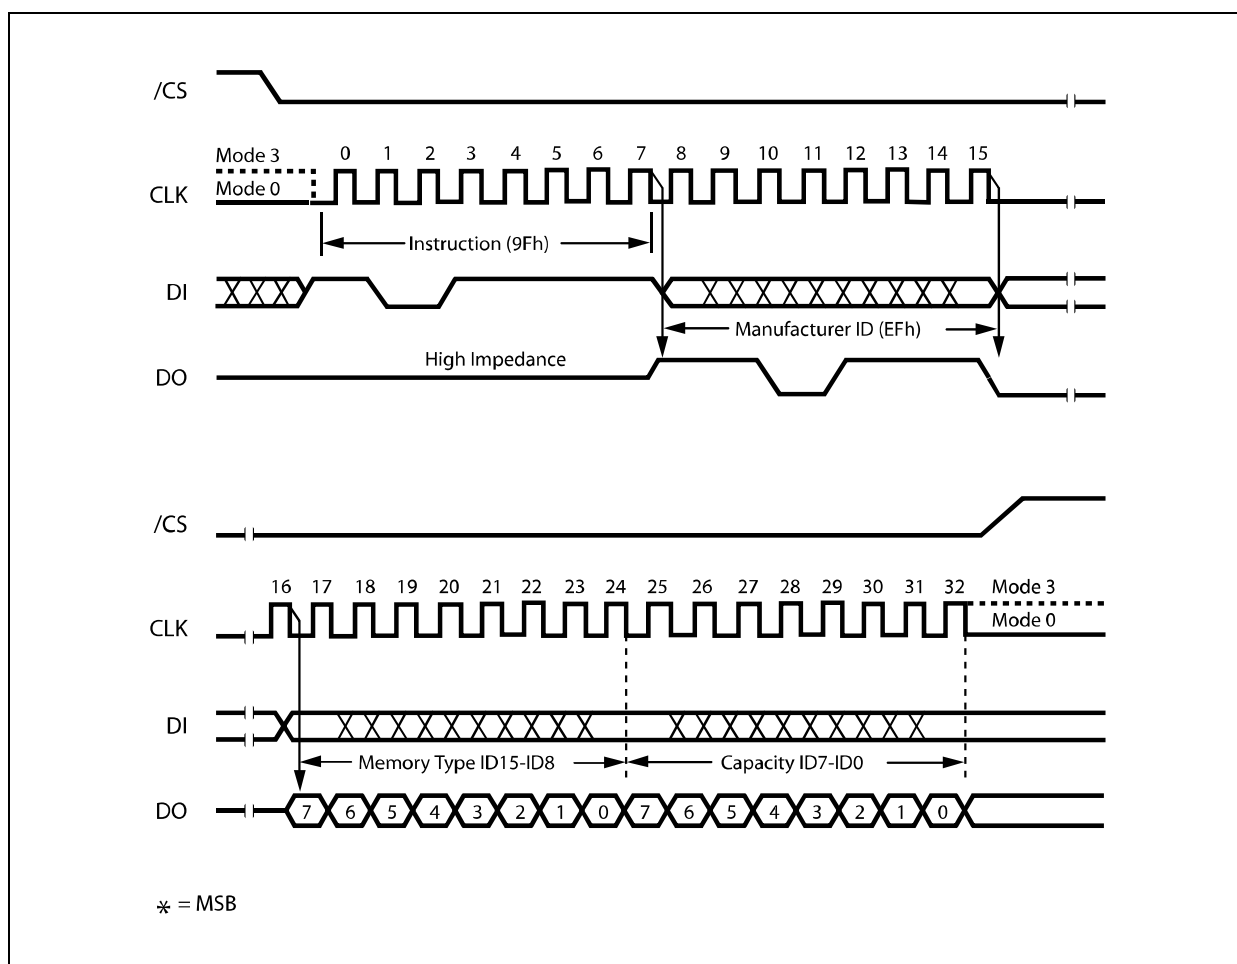 /CS
Mode 3
0 1 2 3 4 5 6 7 8 9 10 11 12 13 14 15
Mode 0
CLK
Instruction (9Fh)
DI
Manufacturer ID (EFh)
High Impedance
DO
/CS
16 17 18 19 20 21 22 23 24 25 26 27 28 29 30 31 32
Mode 3
CLK
Mode 0
DI
Memory Type ID15-ID8
Capacity ID7-ID0
DO
7 6 5 4 3 2 1 0 7 6 5 4 3 2 1 0
* = MSB